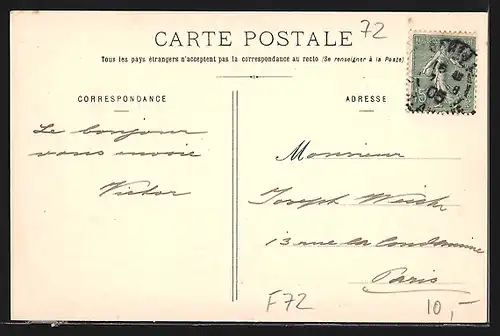 72
CARTE POSTALE
Tous les pays étrangers n'acceptent pas la correspondance au recto (Se renseigner à la Poste)
CORRESPONDANCE
ADRESSE
Le bonjour
vous envoie
Victor
Monsieur
Joseph
13 rue La Condamine
Paris
F72
10,-